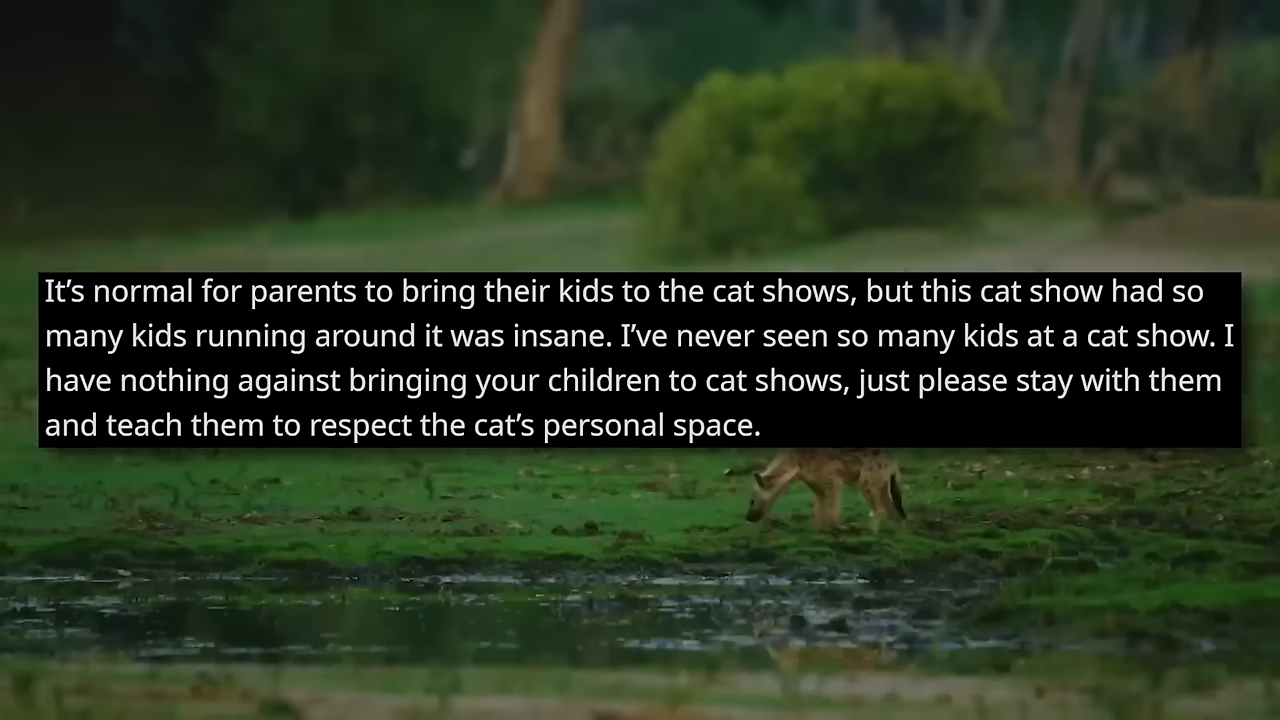 It’s normal for parents to bring their kids to the cat shows, but this cat show had so
many kids running around it was insane. I’ve never seen so many kids at a cat show. I
have nothing against bringing your children to cat shows, just please stay with them
and teach them to respect the cat’s personal space.